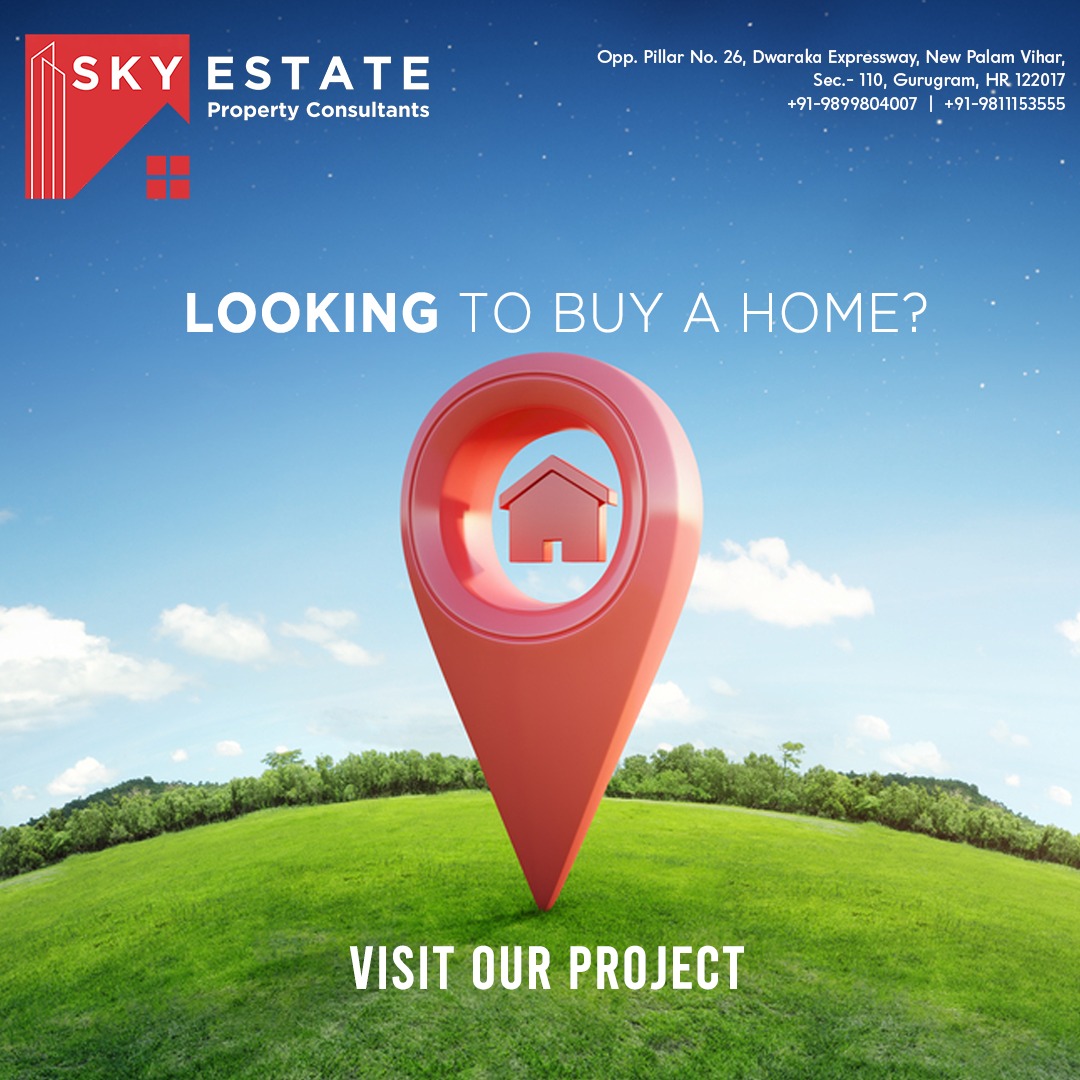 SKY ESTATE
Property Consultants
Opp. Pillar No. 26, Dwaraka Expressway, New Palam Vihar,
Sec.- 110, Gurugram, HR 122017
+91-9899804007 | +91-9811153555
LOOKING TO BUY A HOME?
VISIT OUR PROJECT